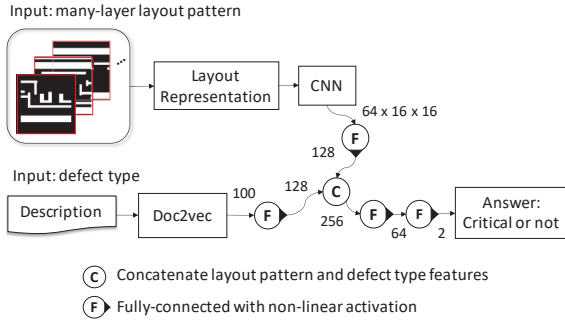 Input: many-layer layout pattern
Layout
Representation
CNN
64 x 16 x 16
F
128
Input: defect type
Description
Doc2vec
100
F
128
C
256
F
64
F
2
Answer:
Critical or not
C Concatenate layout pattern and defect type features
F Fully-connected with non-linear activation